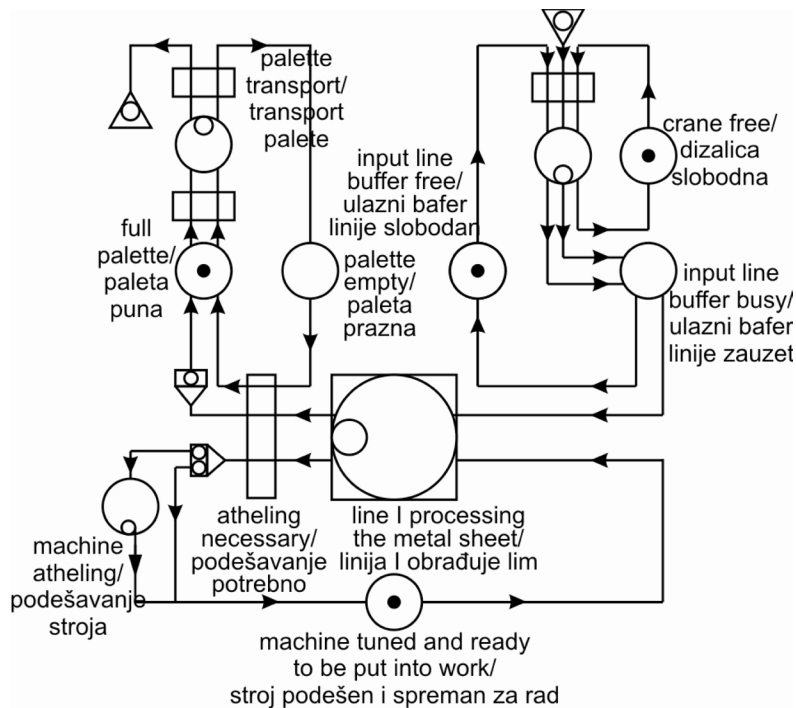 palette
transport/
transport
palete
crane free/
dizalica
slobodna
input line
buffer free/
ulazni bafer
linije slobodan
full
palette/
paleta
puna
palette
empty/
paleta
prazna
input line
buffer busy/
ulazni bafer
linije zauzet
atheling
necessary/
podešavanje
potrebno
line I processing
the metal sheet/
linija I obrađuje lim
machine
atheling/
podešavanje
stroja
machine tuned and ready
to be put into work/
stroj podešen i spreman za rad